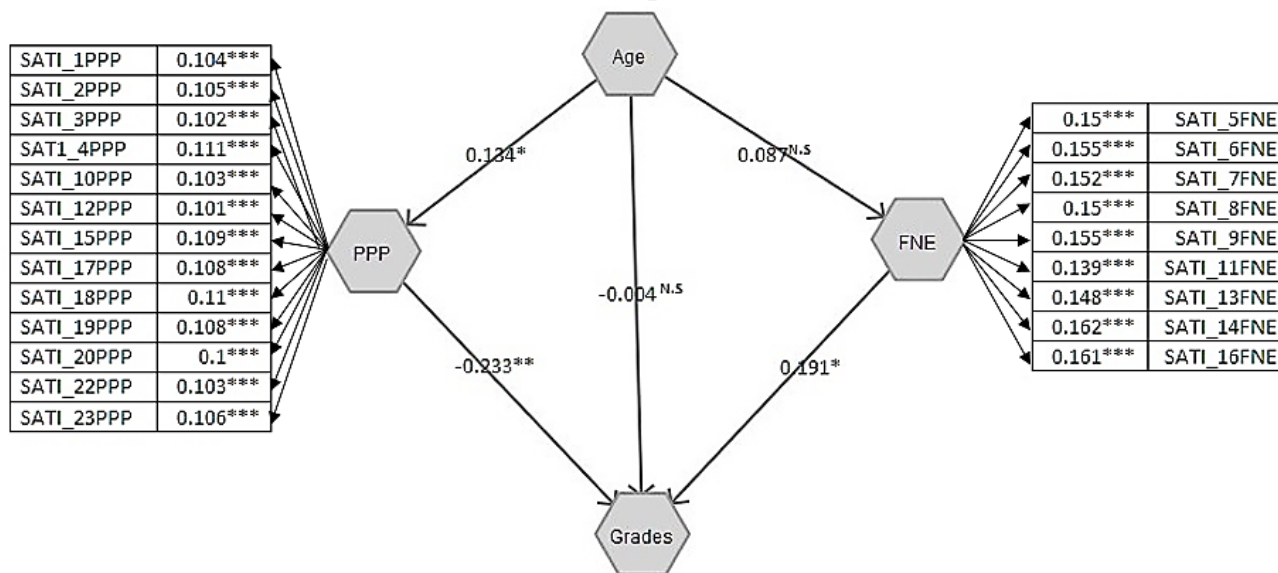 Age
SATI_1PPP 0.104***
SATI_2PPP 0.105***
SATI_3PPP 0.102***
SAT1_4PPP 0.111***
SATI_10PPP 0.103***
SATI_12PPP 0.101***
SATI_15PPP 0.109***
SATI_17PPP 0.108***
SATI_18PPP 0.11***
SATI_19PPP 0.108***
SATI_20PPP 0.1***
SATI_22PPP 0.103***
SATI_23PPP 0.106***
0.134*
0.087N.S
0.15*** SATI_5FNE
0.155*** SATI_6FNE
0.152*** SATI_7FNE
0.15*** SATI_8FNE
0.155*** SATI_9FNE
0.139*** SATI_11FNE
0.148*** SATI_13FNE
0.162*** SATI_14FNE
0.161*** SATI_16FNE
PPP
FNE
-0.004 N.S
-0.233**
0.191*
Grades